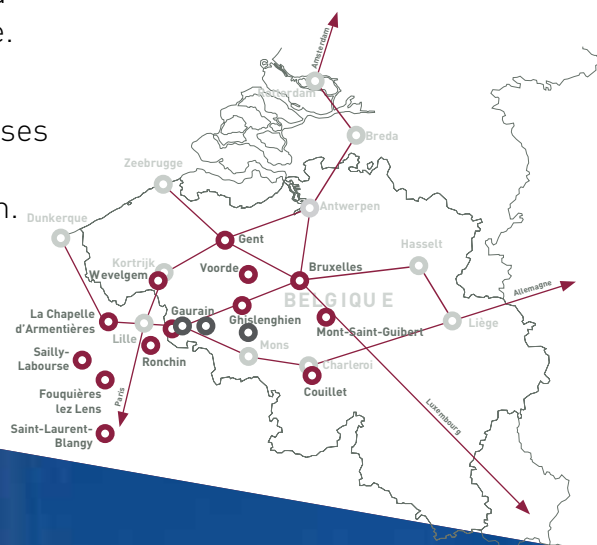 e.
ses
n.
Amsterdam
Rotterdam
Breda
Zeebrugge
Antwerpen
Dunkerque
Gent
Hasselt
Kortrijk
Wevelgem
Voorde
Bruxelles
BELGIQUE
Allemagne
La Chapelle
d'Armentières
Gaurain
Ghislenghien
Mont-Saint-Guibert
Liège
Lille
Mons
Sailly-
Labourse
Ronchin
Charleroi
Couillet
Fouquières
lez Lens
Paris
Luxembourg
Saint-Laurent-
Blangy